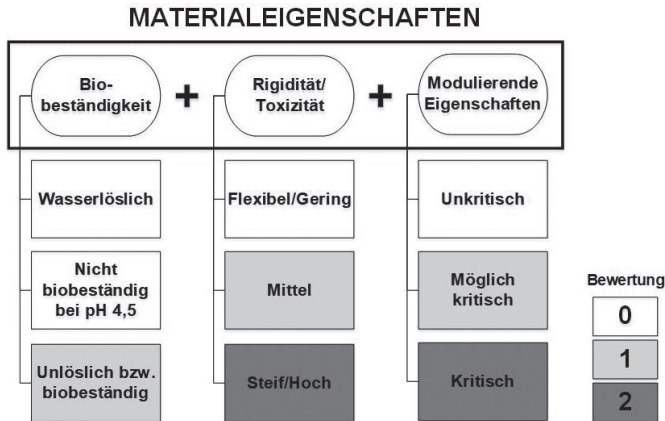 MATERIALEIGENSCHAFTEN
Bio-
beständigkeit
+
Rigidität/
Toxizität
+
Modulierende
Eigenschaften
Wasserlöslich
Flexibel/Gering
Unkritisch
Nicht
biobeständig
bei pH 4,5
Mittel
Möglich
kritisch
Unlöslich bzw.
biobeständig
Steif/Hoch
Kritisch
Bewertung
0
1
2